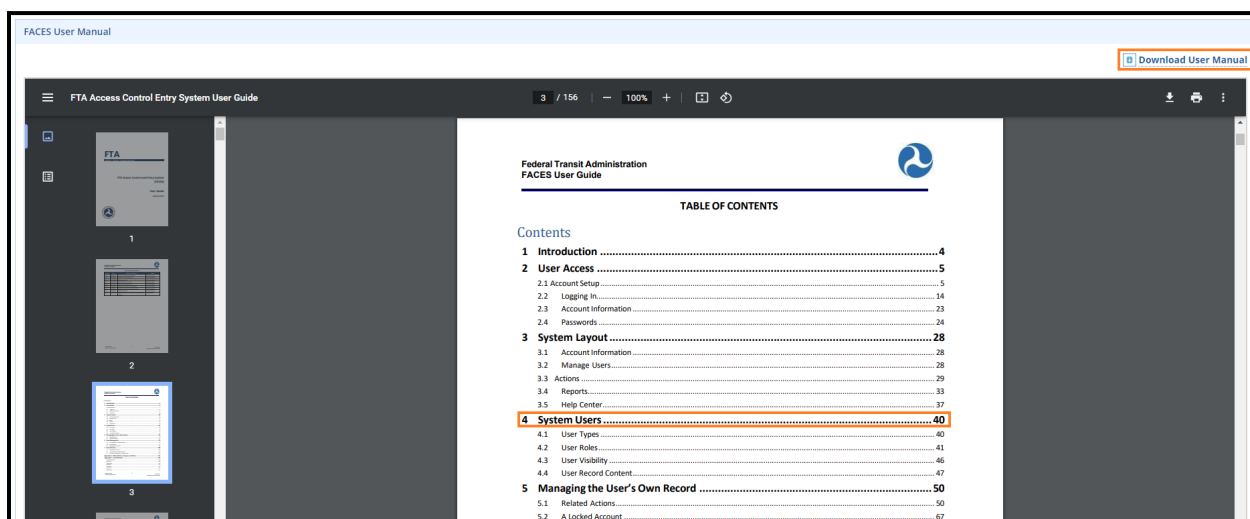 FACES User Manual
Download User Manual
FTA Access Control Entry System User Guide
3 / 156
100%
FTA
1
2
3
Federal Transit Administration
FACES User Guide
TABLE OF CONTENTS
Contents
1 Introduction ........ 4
2 User Access ........ 5
2.1 Account Setup ........ 5
2.2 Logging In ........ 14
2.3 Account Information ........ 23
2.4 Passwords ........ 24
3 System Layout ........ 28
3.1 Account Information ........ 28
3.2 Manage Users ........ 28
3.3 Actions ........ 29
3.4 Reports ........ 33
3.5 Help Center ........ 37
4 System Users ........ 40
4.1 User Types ........ 40
4.2 User Roles ........ 41
4.3 User Visibility ........ 46
4.4 User Record Content ........ 47
5 Managing the User's Own Record ........ 50
5.1 Related Actions ........ 50
5.2 A Locked Account ........ 67